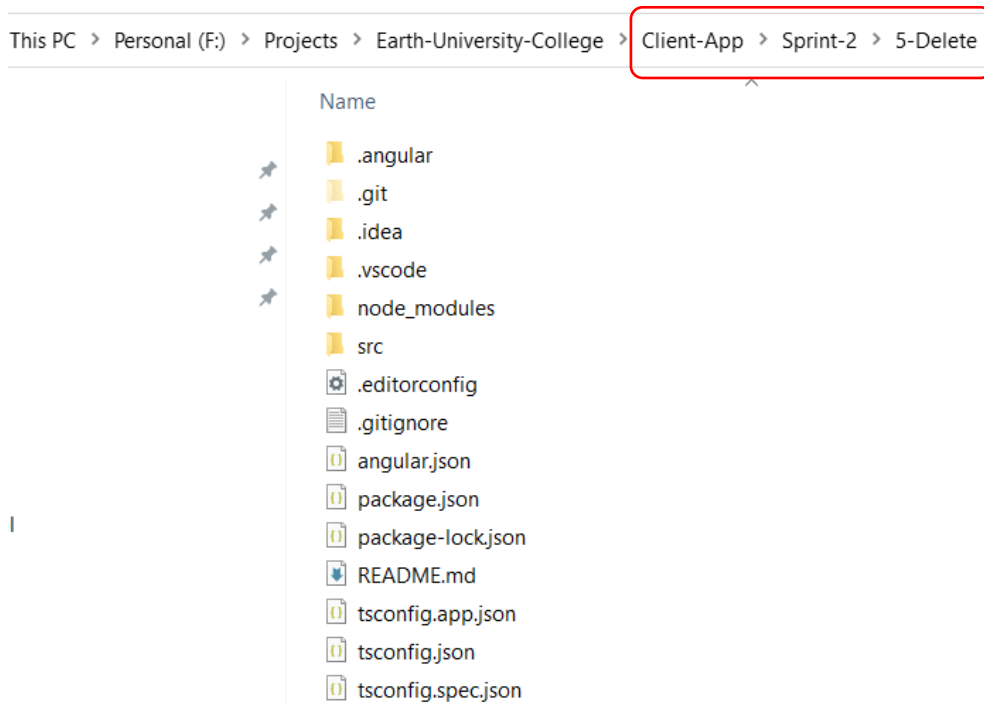 This PC > Personal (F:) > Projects > Earth-University-College > Client-App > Sprint-2 > 5-Delete
Name
.angular
.git
.idea
.vscode
node_modules
src
.editorconfig
.gitignore
angular.json
package.json
package-lock.json
README.md
tsconfig.app.json
tsconfig.json
tsconfig.spec.json